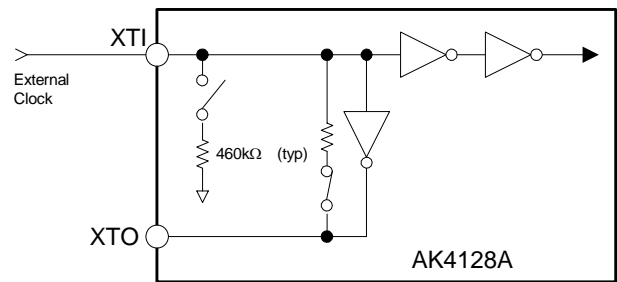 XTI
External
Clock
460kΩ (typ)
XTO
AK4128A